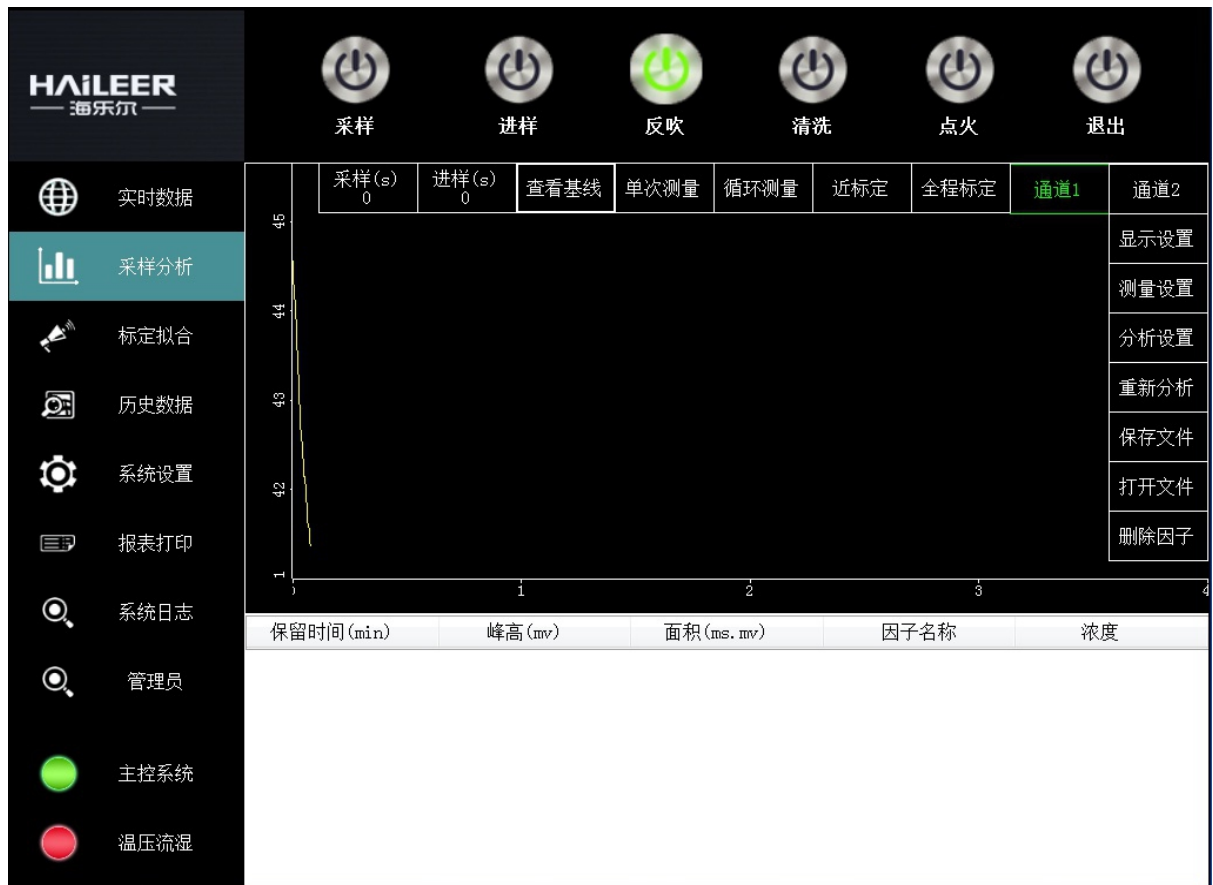 HAiLEER
海乐尔
采样
进样
反吹
清洗
点火
退出
实时数据
采样分析
标定拟合
历史数据
系统设置
报表打印
系统日志
管理员
主控系统
温压流湿
采样(s)
0
进样(s)
0
查看基线
单次测量
循环测量
近标定
全程标定
通道1
通道2
显示设置
测量设置
分析设置
重新分析
保存文件
打开文件
删除因子
45
44
43
42
1
1
2
3
4
保留时间(min)
峰高(mv)
面积(ms.mv)
因子名称
浓度